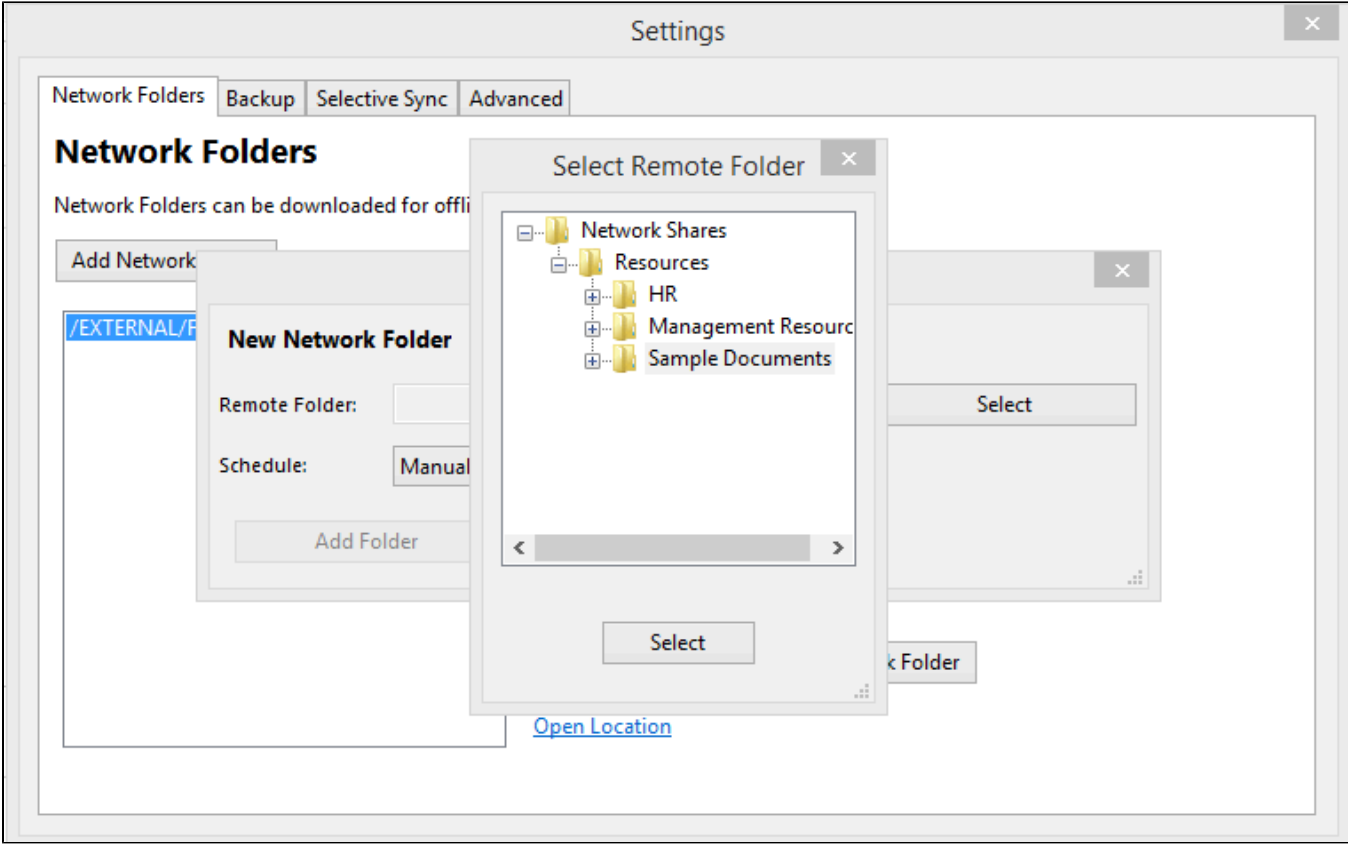 Settings
Network Folders Backup Selective Sync Advanced
Network Folders
Network Folders can be downloaded for offli
Add Network
/EXTERNAL/F
New Network Folder
Remote Folder:
Select
Schedule:
Manual
Add Folder
Select Remote Folder
Network Shares
Resources
HR
Management Resourc
Sample Documents
Select
k Folder
Open Location